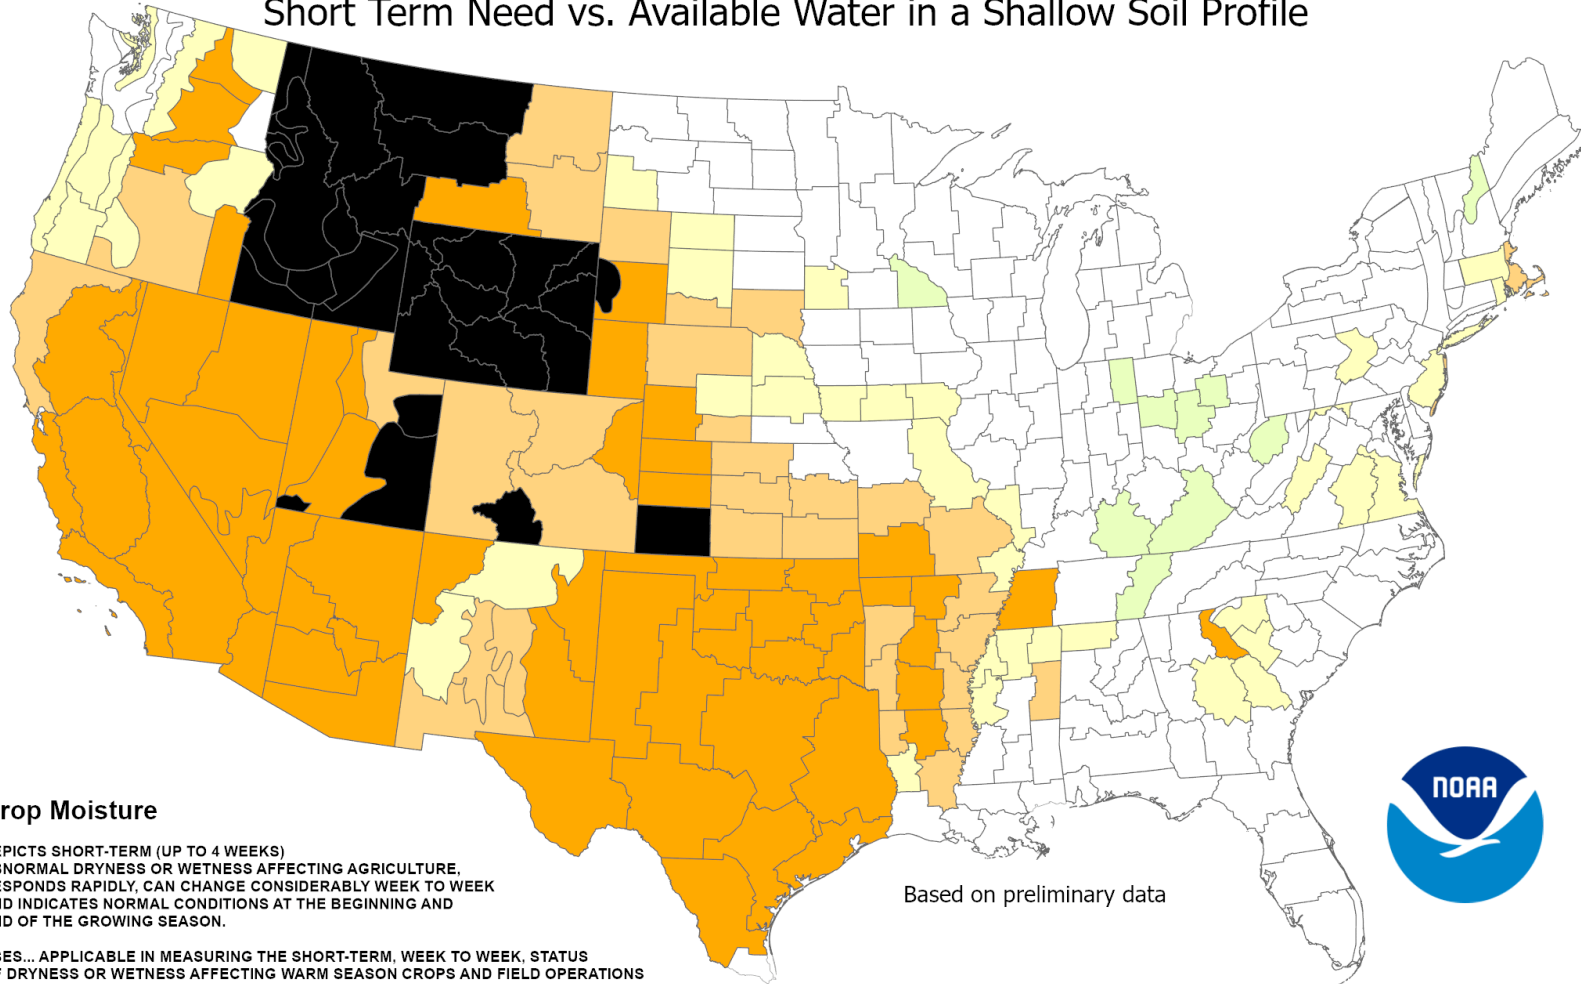 Short Term Need vs. Available Water in a Shallow Soil Profile
rop Moisture
EPICTS SHORT-TERM (UP TO 4 WEEKS)
BNORMAL DRYNESS OR WETNESS AFFECTING AGRICULTURE,
ESPONDS RAPIDLY, CAN CHANGE CONSIDERABLY WEEK TO WEEK
ND INDICATES NORMAL CONDITIONS AT THE BEGINNING AND
ND OF THE GROWING SEASON.
SES... APPLICABLE IN MEASURING THE SHORT-TERM, WEEK TO WEEK, STATUS
F DRYNESS OR WETNESS AFFECTING WARM SEASON CROPS AND FIELD OPERATIONS
Based on preliminary data
NOAA